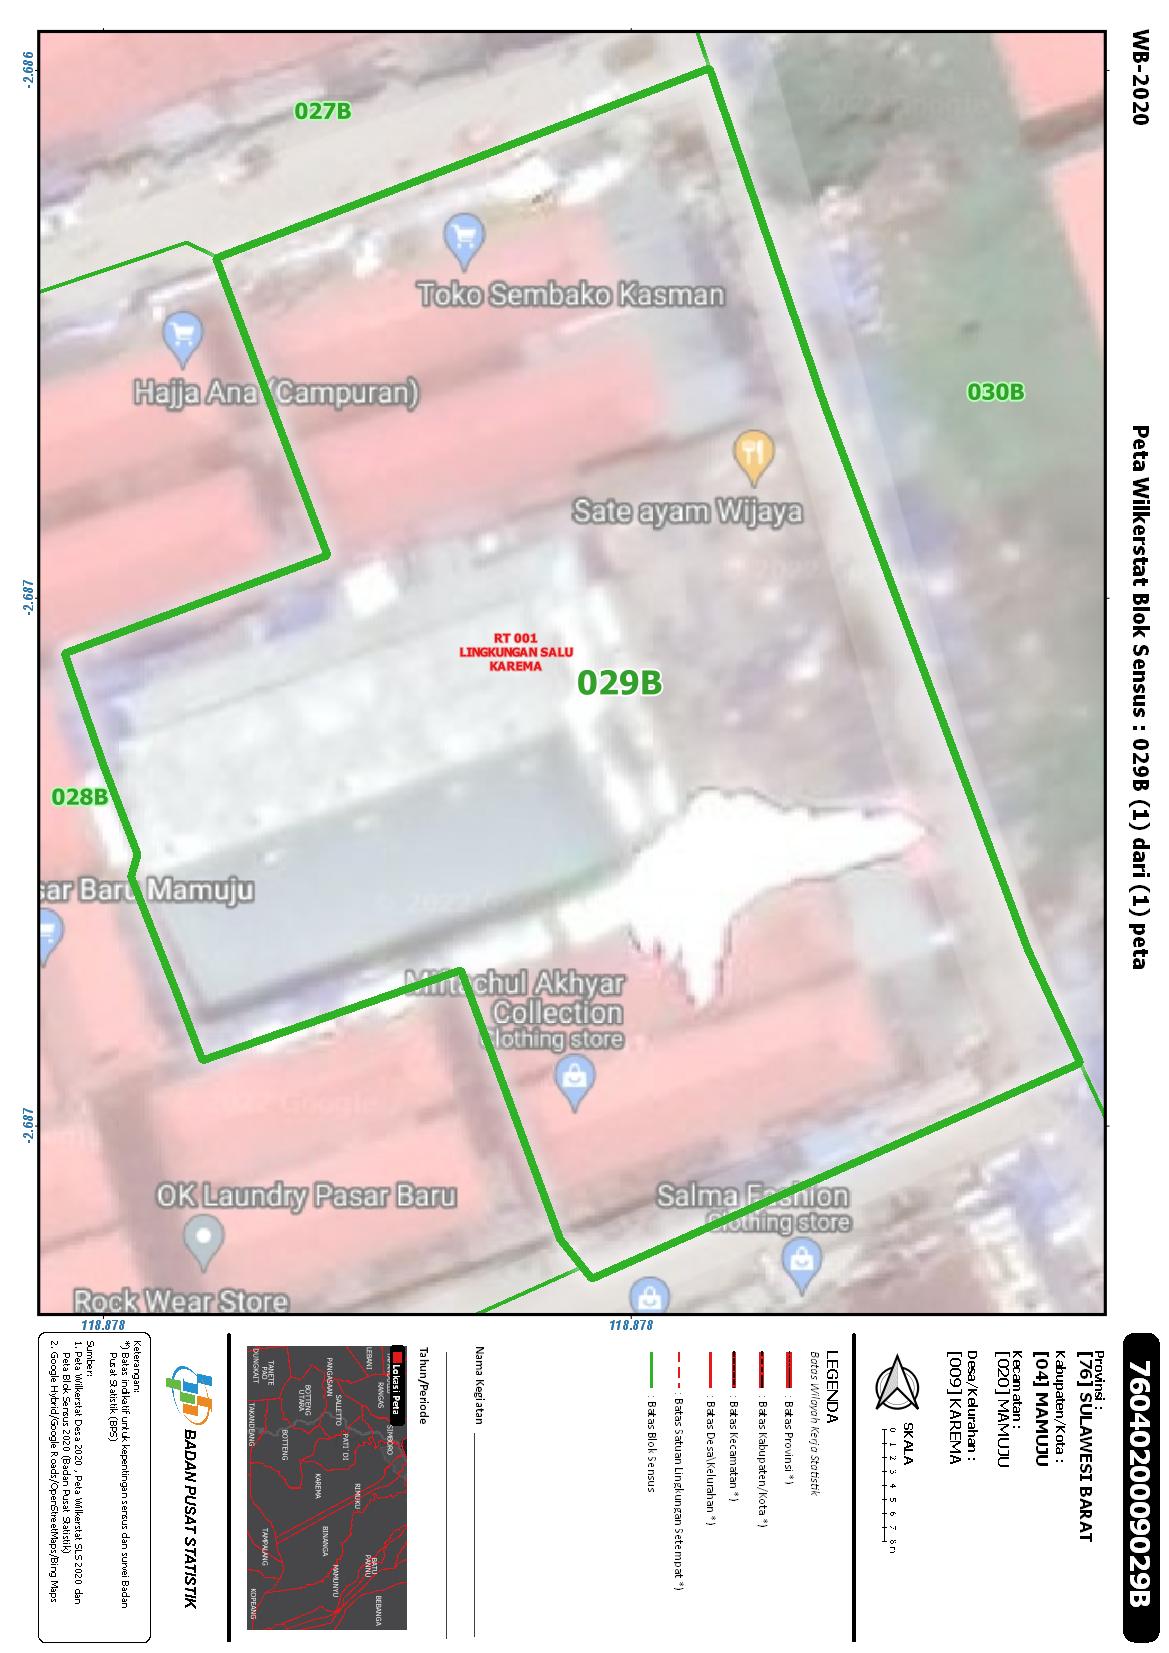 WB-2020
Peta Wilkerstat Blok Sensus : 029B (1) dari (1) peta
7604020009029B
-2.686
-2.687
-2.687
118.878
118.878
027B
Toko Sembako Kasman
Hajja Ana (Campuran)
030B
Sate ayam Wijaya
RT 001
LINGKUNGAN SALU
KAREMA
029B
028B
sar Baru Mamuju
Miftachul Akhyar
Collection
Clothing store
OK Laundry Pasar Baru
Salma Fashion
Clothing store
Rock Wear Store
Provinsi :
[76] SULAWESI BARAT
Kabupaten/Kota :
[04] MAMUJU
Kecamatan :
[020] MAMUJU
Desa/Kelurahan :
[009] KAREMA
SKALA
0 1 2 3 4 5 6 7 8 m
LEGENDA
Batas Wilayah Kerja Statistik
: Batas Provinsi *)
: Batas Kabupaten/Kota *)
: Batas Kecamatan *)
: Batas Desa\Kelurahan *)
: Batas Satuan Lingkungan Setempat *)
: Batas Blok Sensus
Nama Kegiatan
Tahun/Periode
Lokasi Peta
LEBANI
RANGAS
SIMBORO
PANGASAAN
SALLETO
PATI'DI
RIMUKU
BATU
PANNU
BEBANGA
BOTTENG
UTARA
TANETE
PAO
DUNGKAIT
TAKANDEANG
BOTTENG
KAREMA
BINANGA
MAMUNYU
TAMPALANG
KOPEANG
BADAN PUSAT STATISTIK
Keterangan:
*) Batas indikatif untuk kepentingan sensus dan survei Badan
Pusat Statistik (BPS)
Sumber:
1. Peta Wilkerstat Desa 2020 , Peta Wilkerstat SLS 2020 dan
Peta Blok Sensus 2020 (Badan Pusat Statistik)
2. Google Hybrid/Google Roads/OpenStreetMaps/Bing Maps